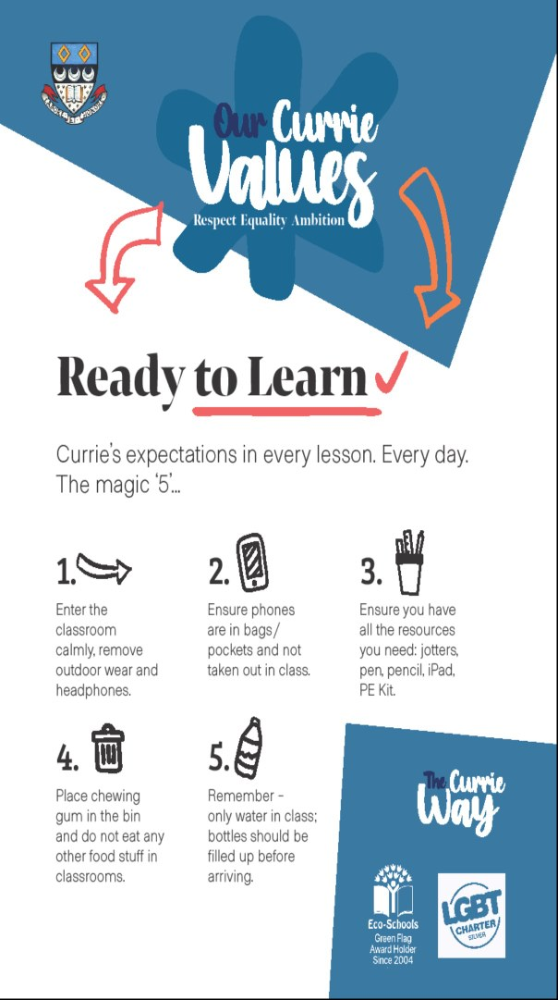 Our Currie
Values
Respect Equality Ambition
Ready to Learn
Currie's expectations in every lesson. Every day.
The magic '5'...
1.
Enter the
classroom
calmly, remove
outdoor wear and
headphones.
2.
Ensure phones
are in bags/
pockets and not
taken out in class.
3.
Ensure you have
all the resources
you need: jotters,
pen, pencil, iPad,
PE Kit.
4.
Place chewing
gum in the bin
and do not eat any
other food stuff in
classrooms.
5.
Remember -
only water in class;
bottles should be
filled up before
arriving.
The Currie
Way
Eco-Schools
Green Flag
Award Holder
Since 2004
LGBT
CHARTER
SILVER